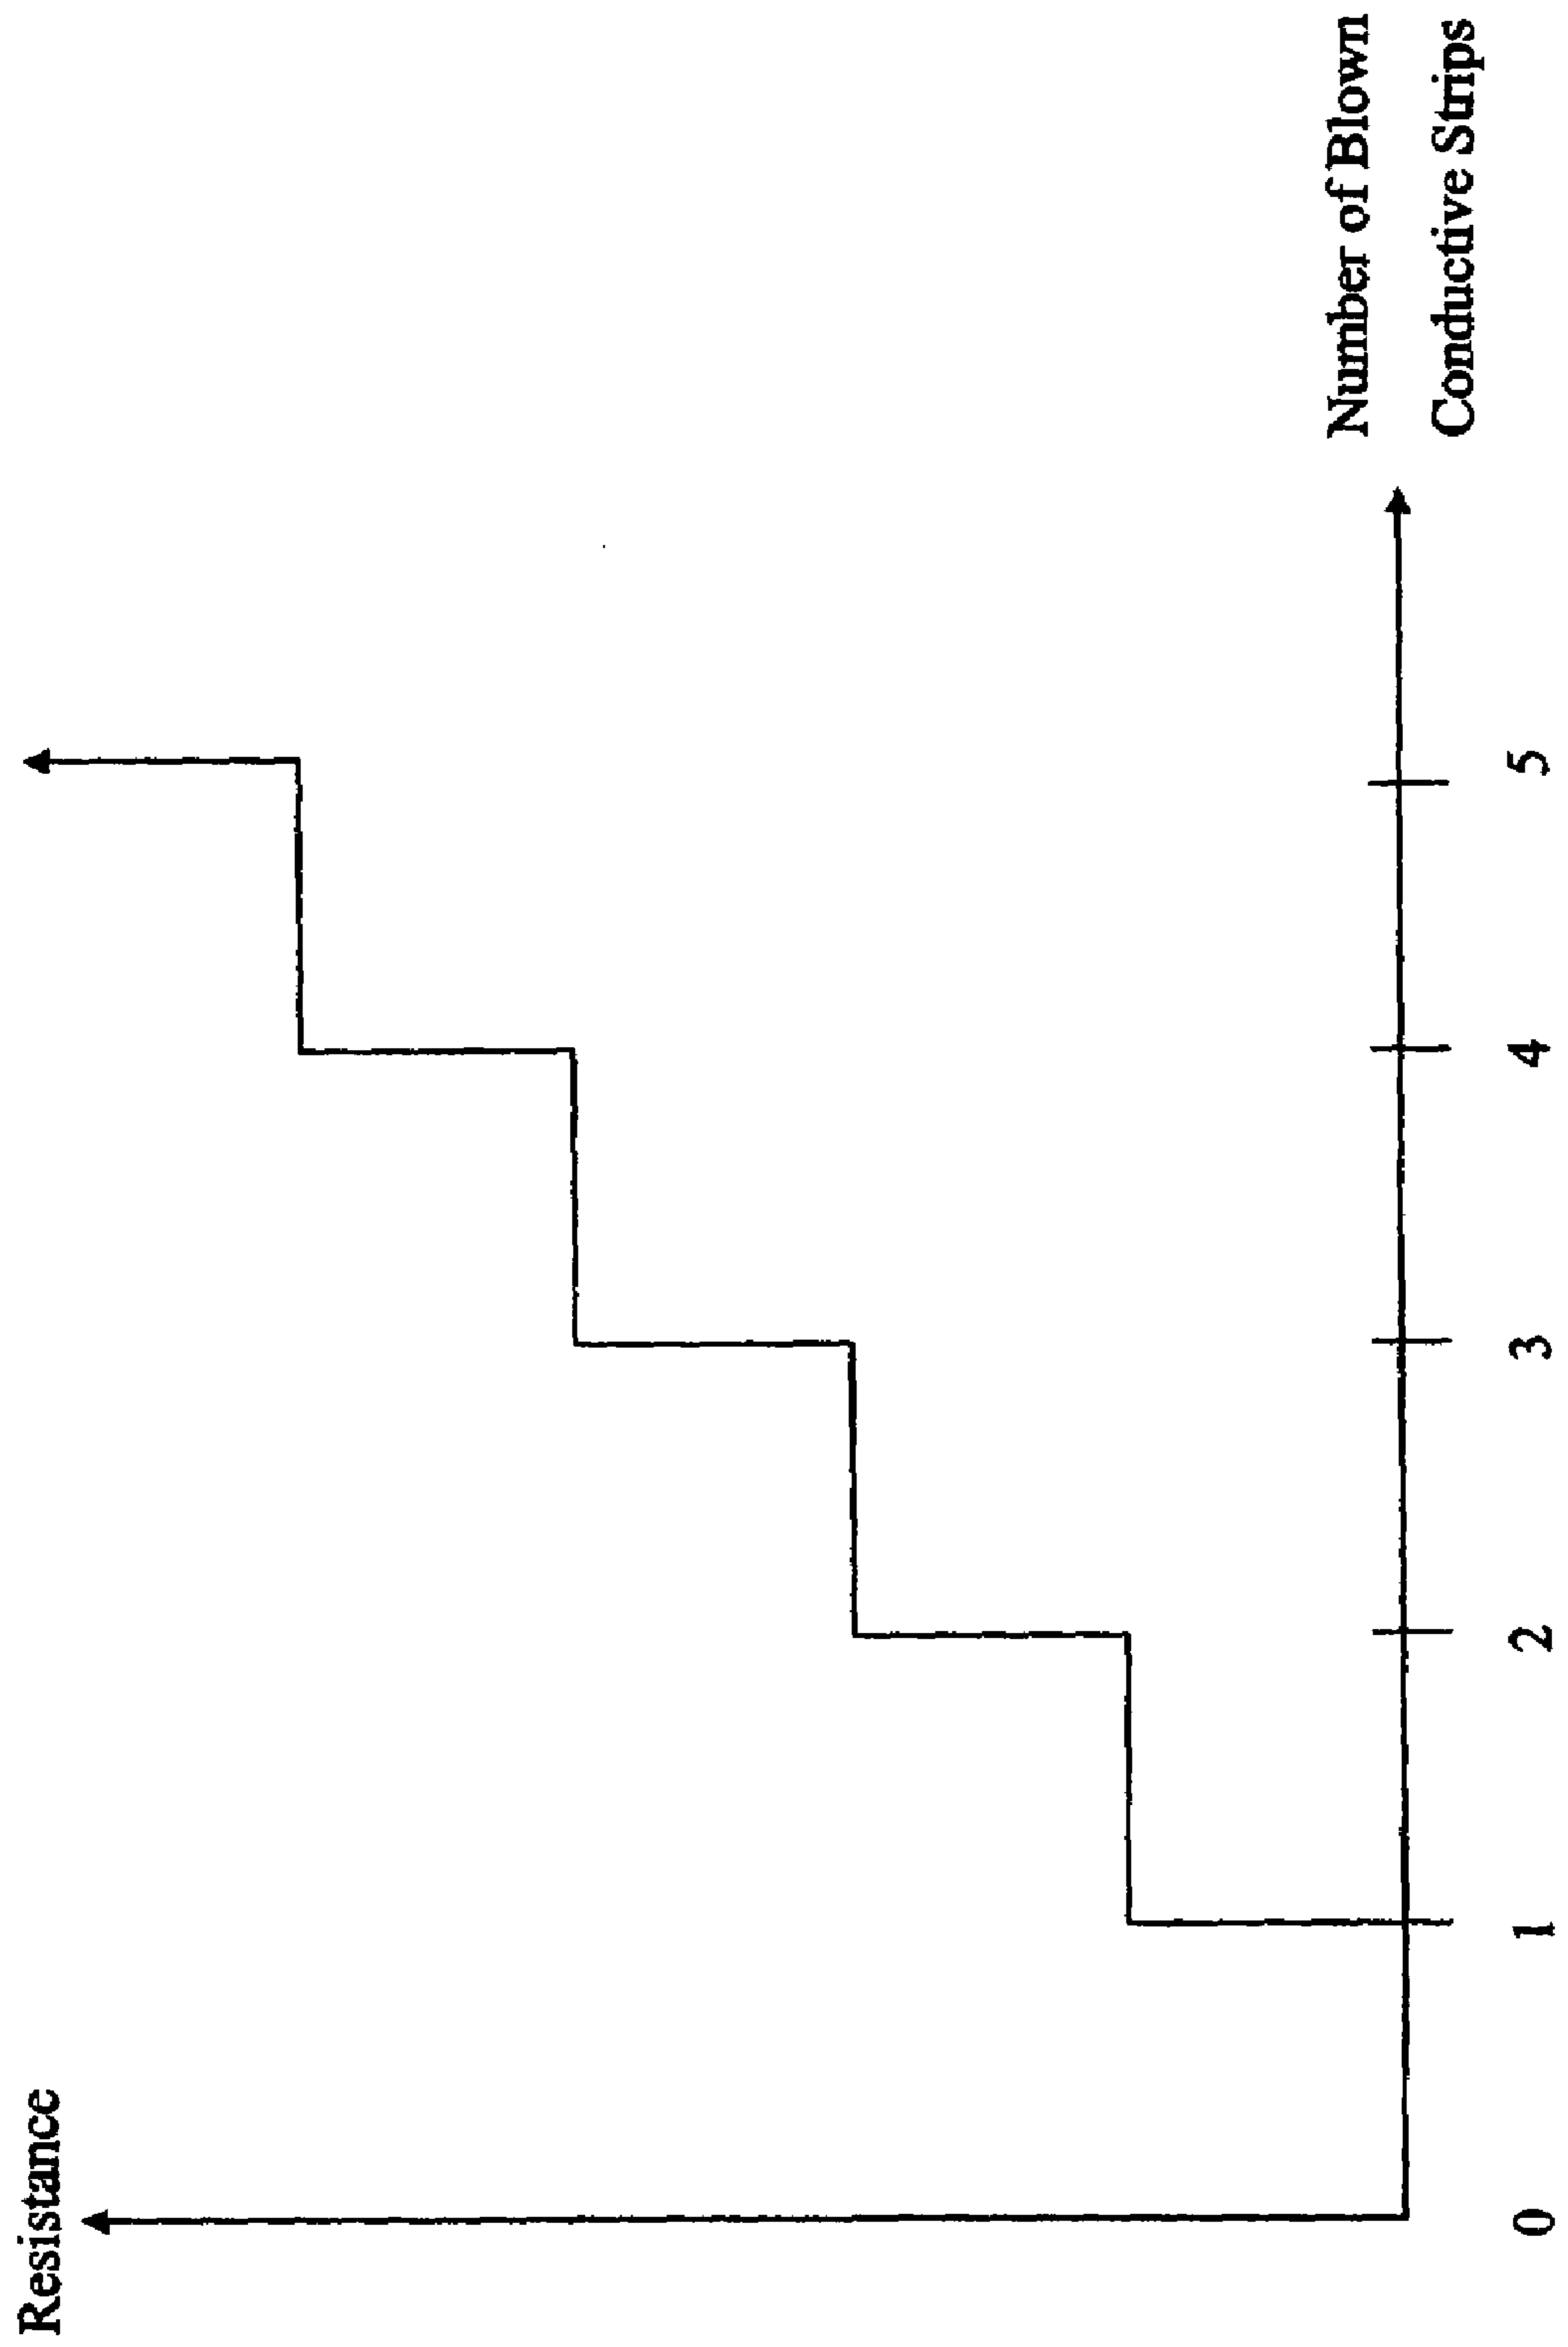 Resistance
0
1
2
3
4
5
Number of Blown
Conductive Strips